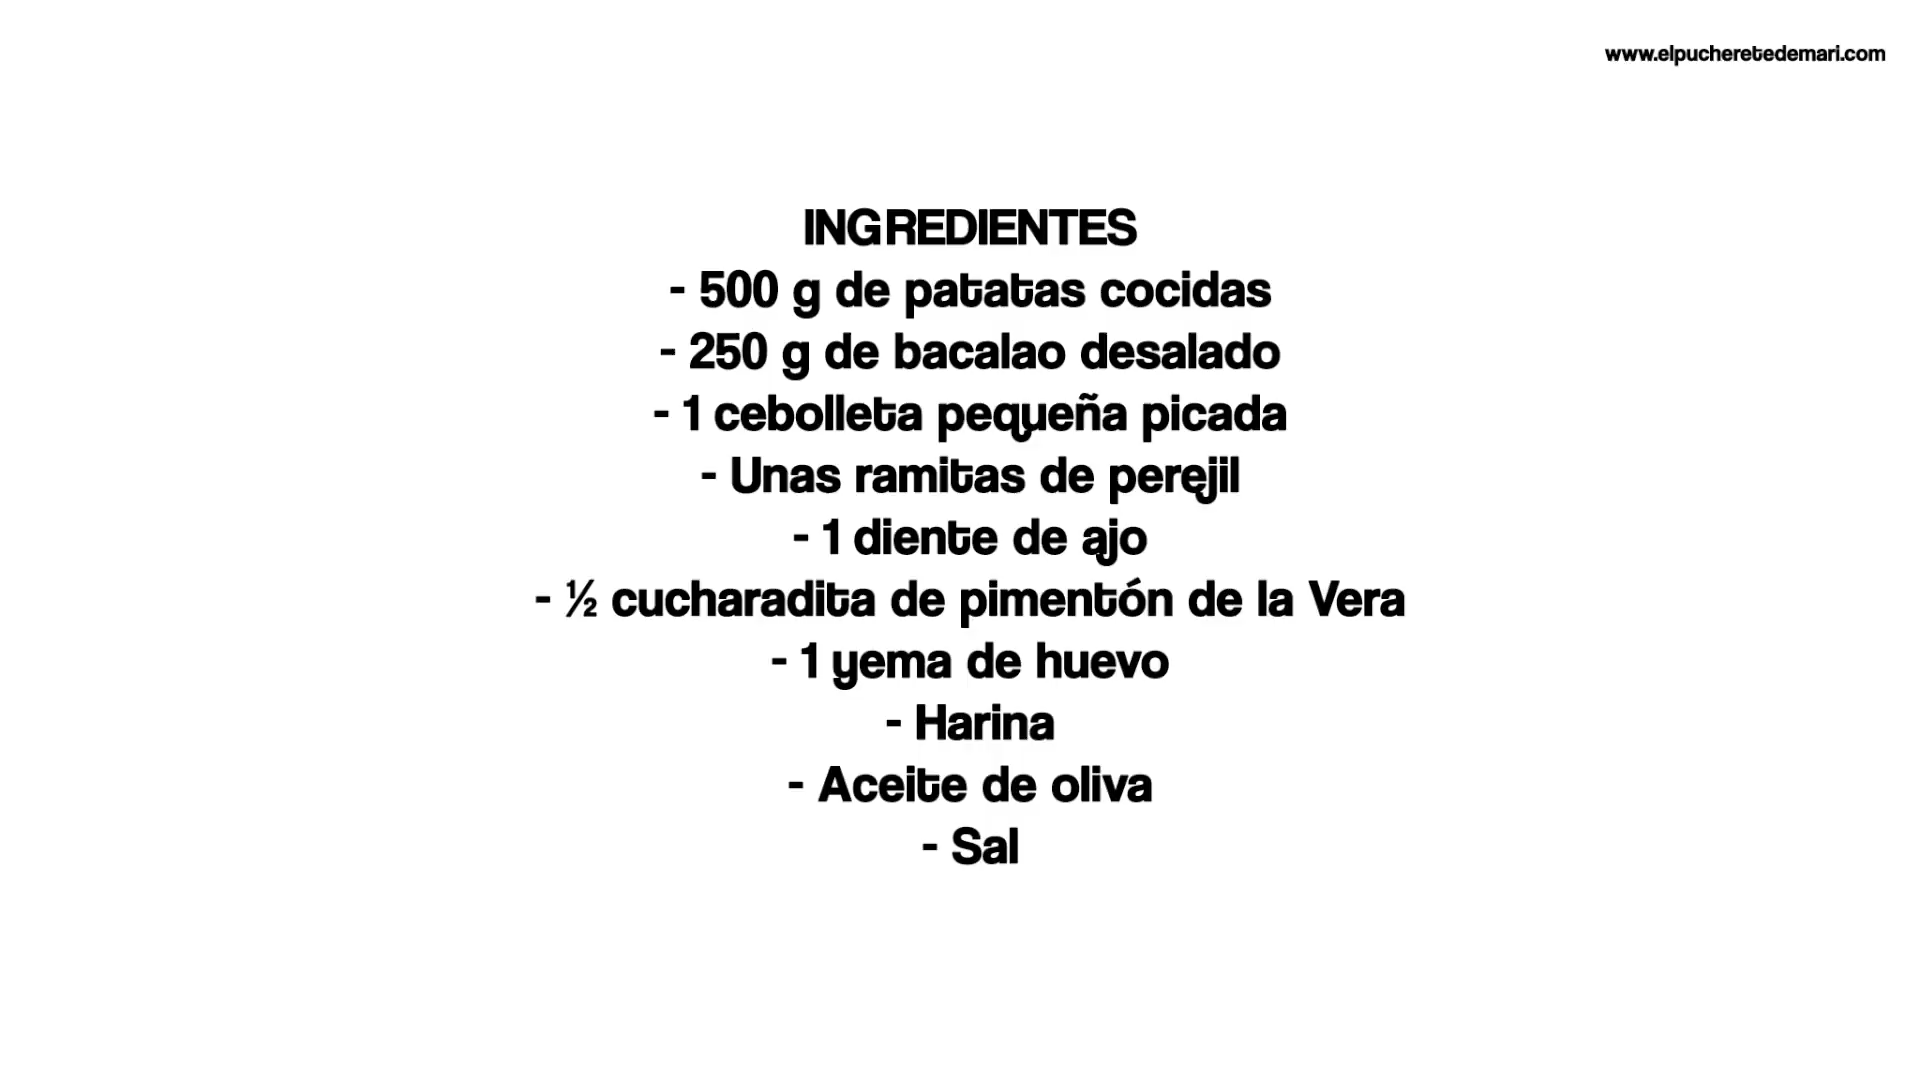 www.elpucheretedemari.com
INGREDIENTES
- 500 g de patatas cocidas
- 250 g de bacalao desalado
- 1 cebolleta pequeña picada
- Unas ramitas de perejil
- 1 diente de ajo
- ½ cucharadita de pimentón de la Vera
- 1 yema de huevo
- Harina
- Aceite de oliva
- Sal